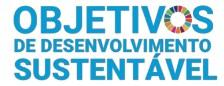 OBJETIVOS
DE DESENVOLVIMENTO
SUSTENTÁVEL